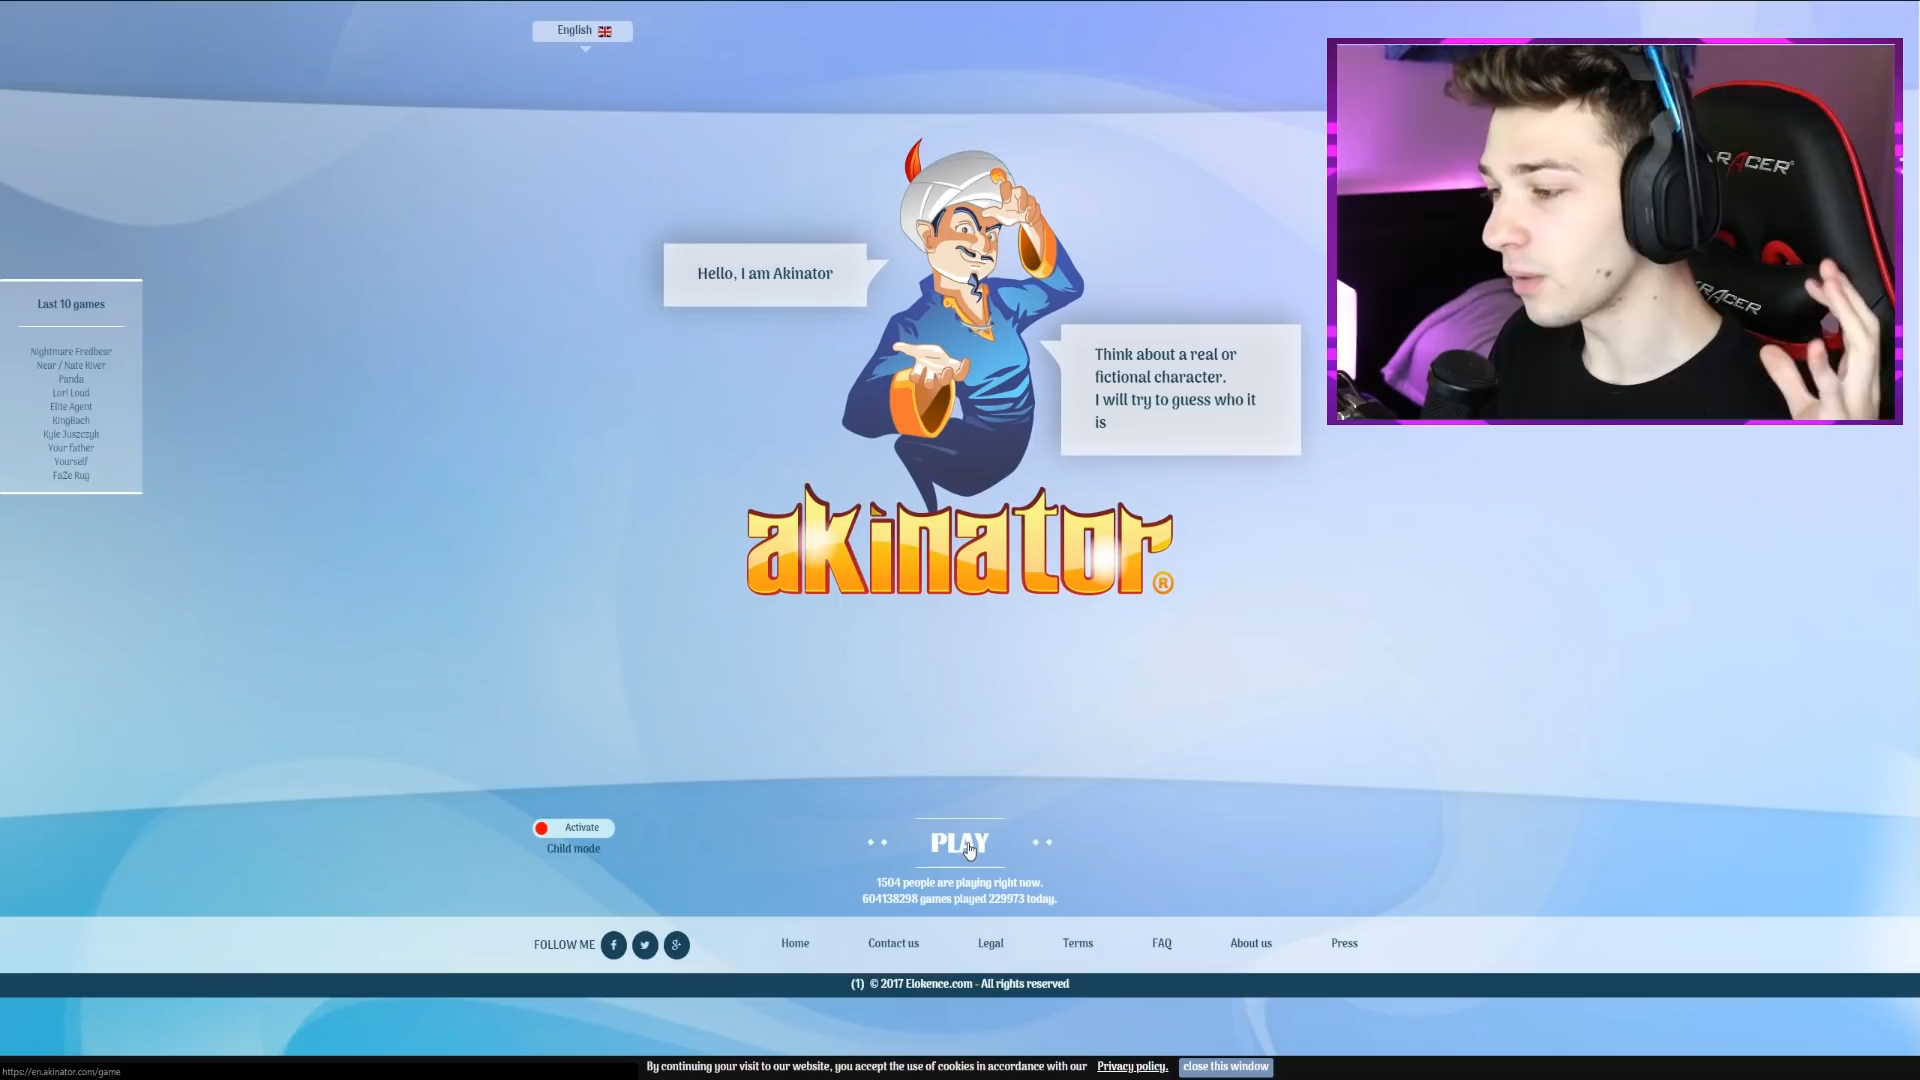 English
RACER
Hello, I am Akinator
Last 10 games
Think about a real or
fictional character.
I will try to guess who it
is
RACER
Nightmare Fredbear
Near / Nate River
Panda
Lori Loud
Elite Agent
KingBach
Kyle Juszczyk
Your father
Yourself
FaZe Rug
akinator®
Activate
Child mode
PLAY
1504 people are playing right now.
604138298 games played 229973 today.
FOLLOW ME
Home Contact us Legal Terms FAQ About us Press
(1) © 2017 Elokence.com - All rights reserved
By continuing your visit to our website, you accept the use of cookies in accordance with our Privacy policy. close this window
https://en.akinator.com/game